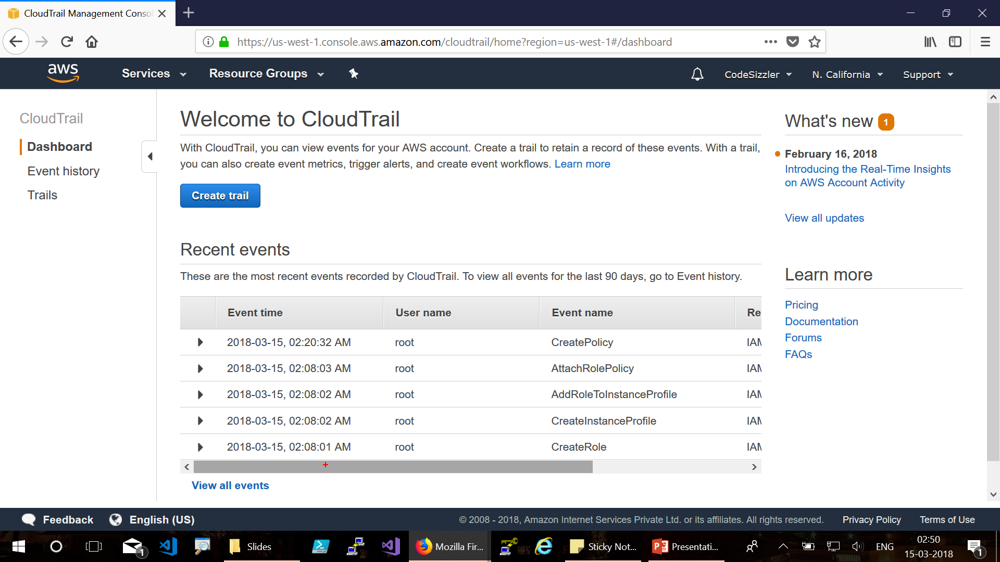 CloudTrail Management Conso
https://us-west-1.console.aws.amazon.com/cloudtrail/home?region=us-west-1#/dashboard
aws Services Resource Groups CodeSizzler N. California Support
CloudTrail
Dashboard
Event history
Trails
Welcome to CloudTrail
With CloudTrail, you can view events for your AWS account. Create a trail to retain a record of these events. With a trail,
you can also create event metrics, trigger alerts, and create event workflows. Learn more
Create trail
Recent events
These are the most recent events recorded by CloudTrail. To view all events for the last 90 days, go to Event history.
Event time User name Event name Re
2018-03-15, 02:20:32 AM root CreatePolicy IAM
2018-03-15, 02:08:03 AM root AttachRolePolicy IAM
2018-03-15, 02:08:02 AM root AddRoleToInstanceProfile IAM
2018-03-15, 02:08:02 AM root CreateInstanceProfile IAM
2018-03-15, 02:08:01 AM root CreateRole IAM
View all events
What's new 1
February 16, 2018
Introducing the Real-Time Insights
on AWS Account Activity
View all updates
Learn more
Pricing
Documentation
Forums
FAQs
Feedback English (US) © 2008 - 2018, Amazon Internet Services Private Ltd. or its affiliates. All rights reserved. Privacy Policy Terms of Use
1 Slides Mozilla Fir... Sticky Not... Presentati... ENG 02:50
15-03-2018 1